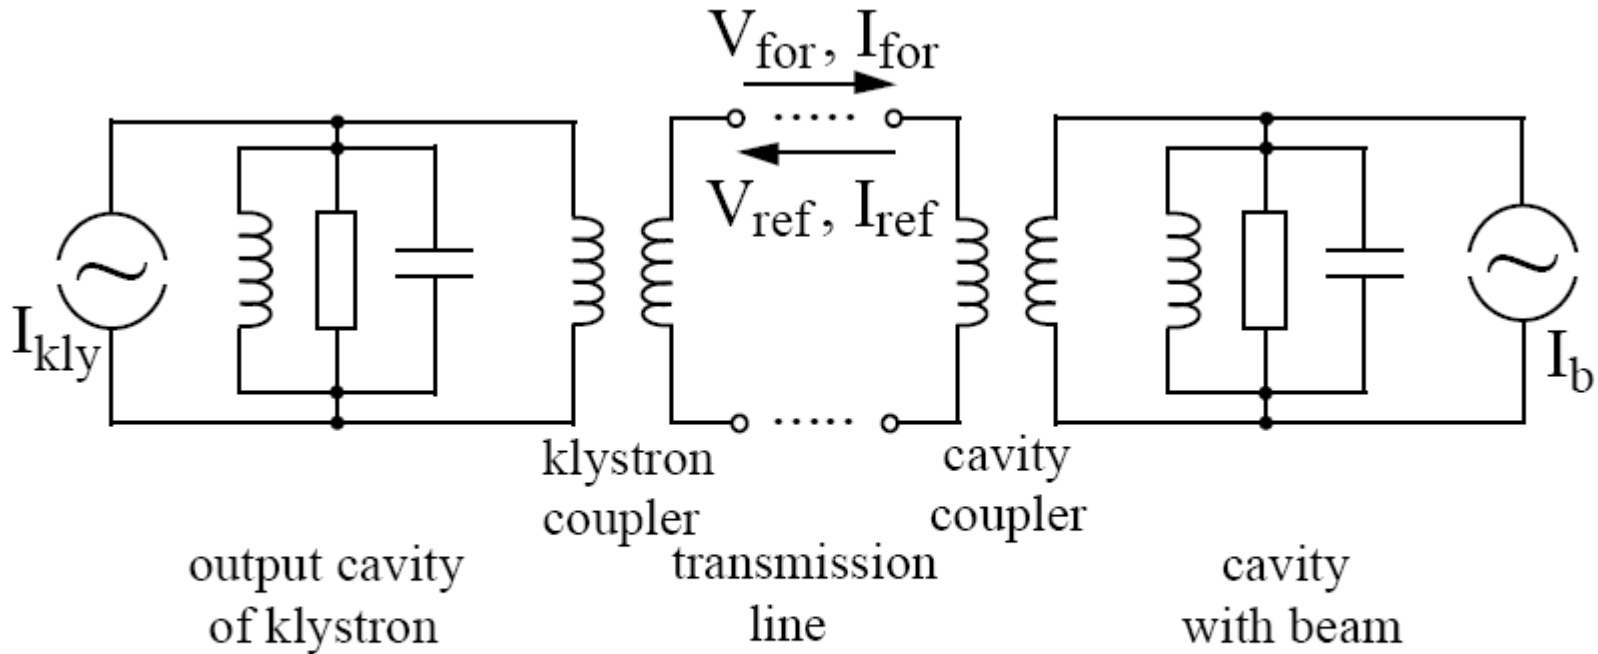 V_for, I_for
V_ref, I_ref
I_kly
I_b
klystron
coupler
cavity
coupler
output cavity
of klystron
transmission
line
cavity
with beam